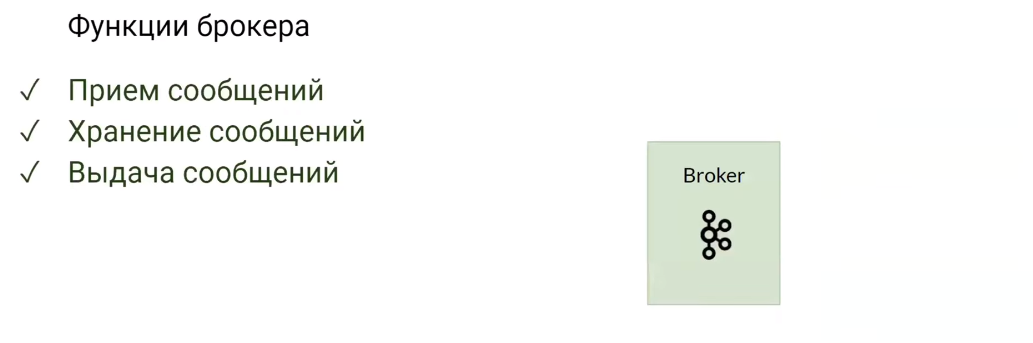 Функции брокера
✓ Прием сообщений
✓ Хранение сообщений
✓ Выдача сообщений
Broker